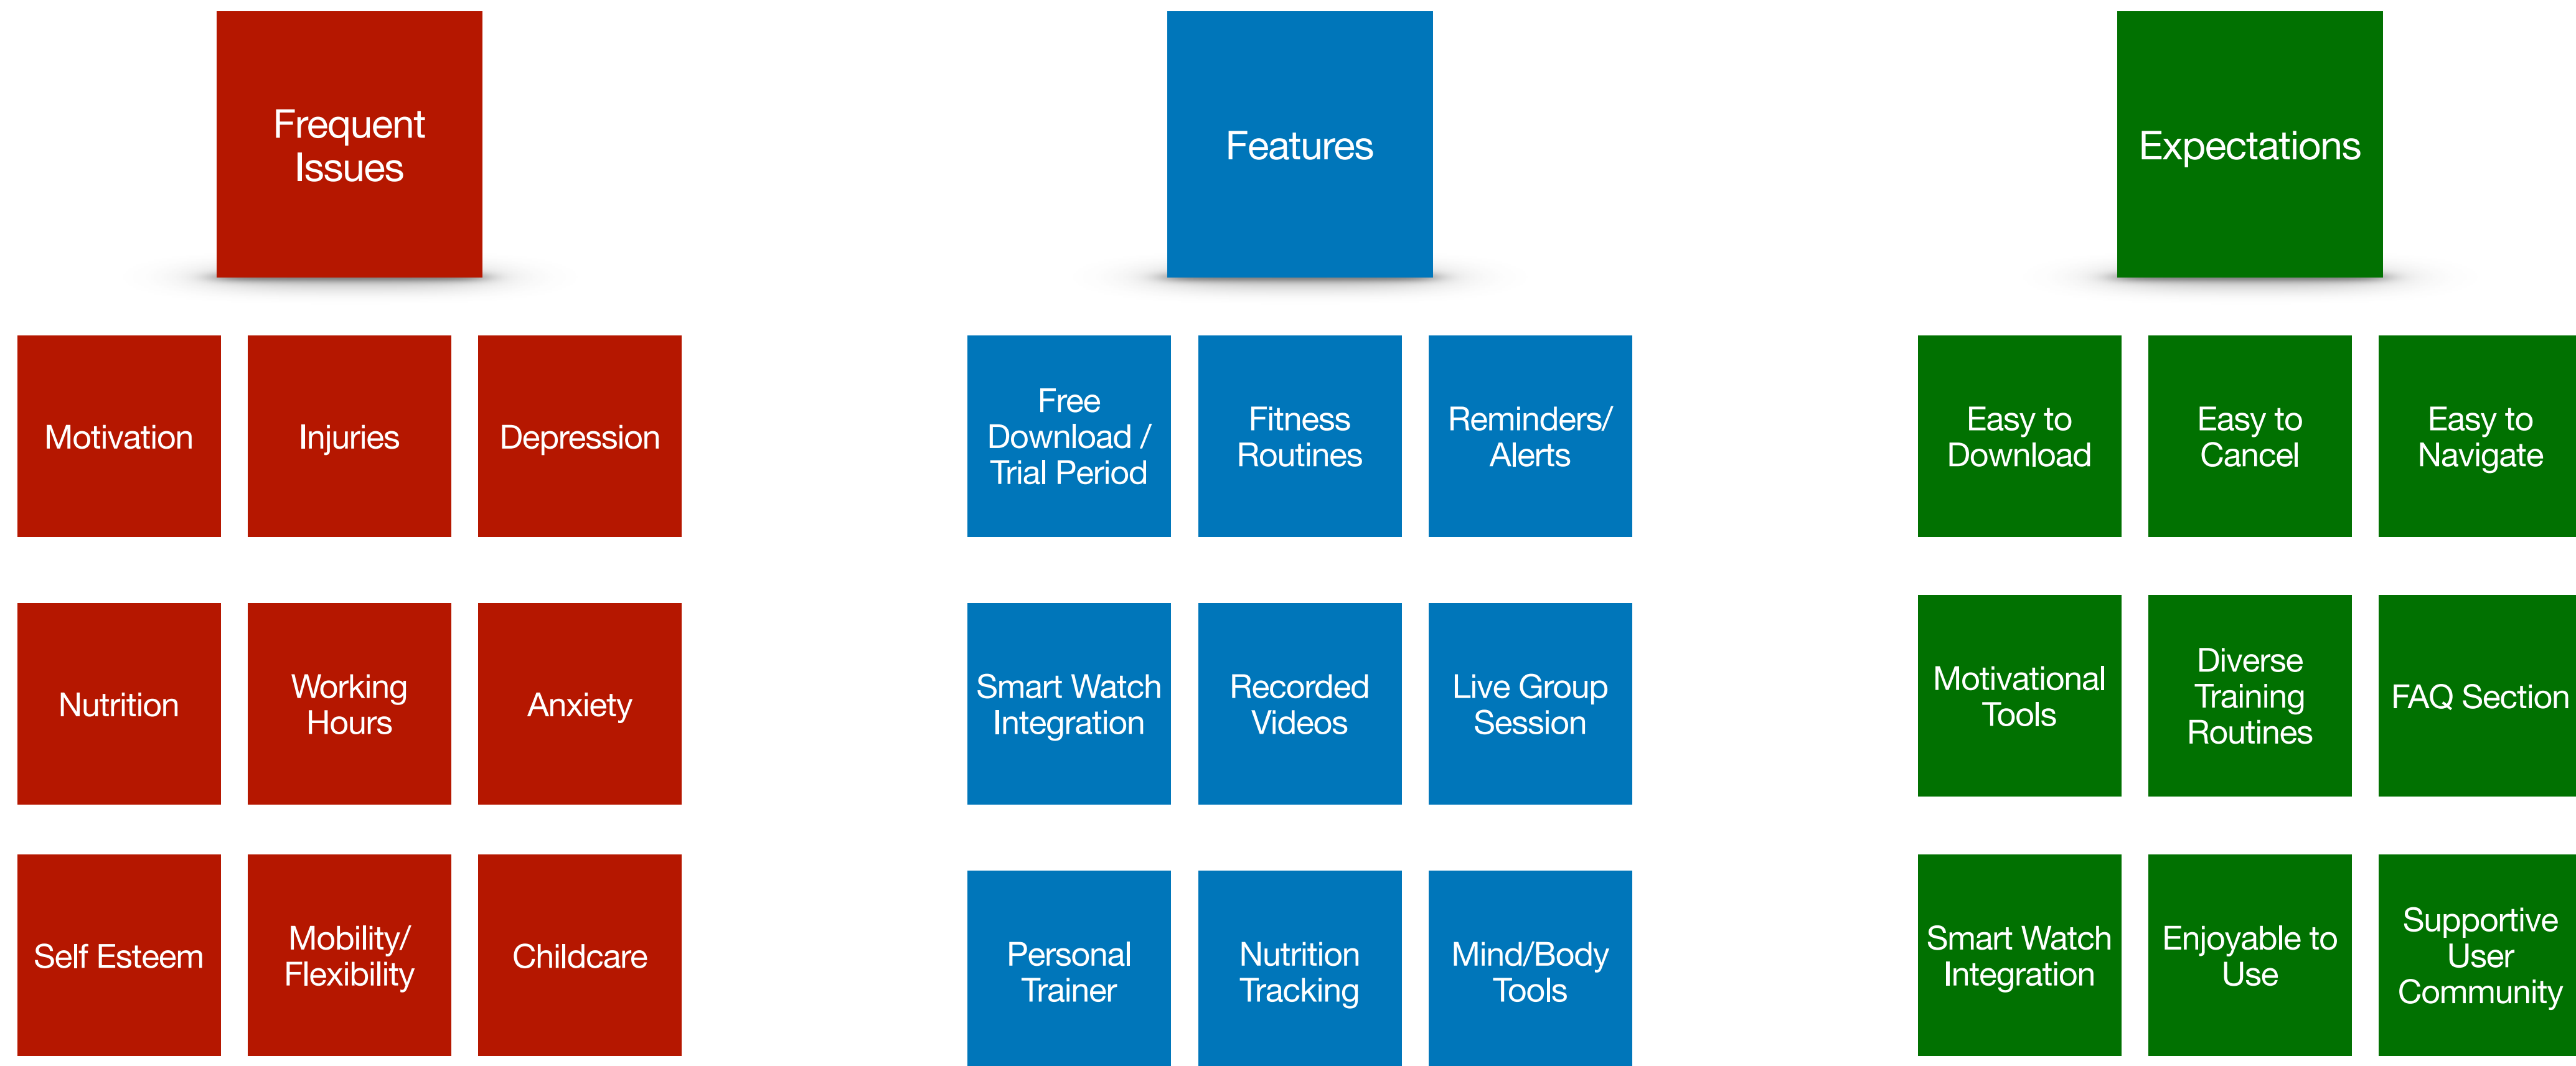 Frequent
Issues
Motivation
Injuries
Depression
Nutrition
Working
Hours
Anxiety
Self Esteem
Mobility/
Flexibility
Childcare
Features
Free
Download /
Trial Period
Fitness
Routines
Reminders/
Alerts
Smart Watch
Integration
Recorded
Videos
Live Group
Session
Personal
Trainer
Nutrition
Tracking
Mind/Body
Tools
Expectations
Easy to
Download
Easy to
Cancel
Easy to
Navigate
Motivational
Tools
Diverse
Training
Routines
FAQ Section
Smart Watch
Integration
Enjoyable to
Use
Supportive
User
Community